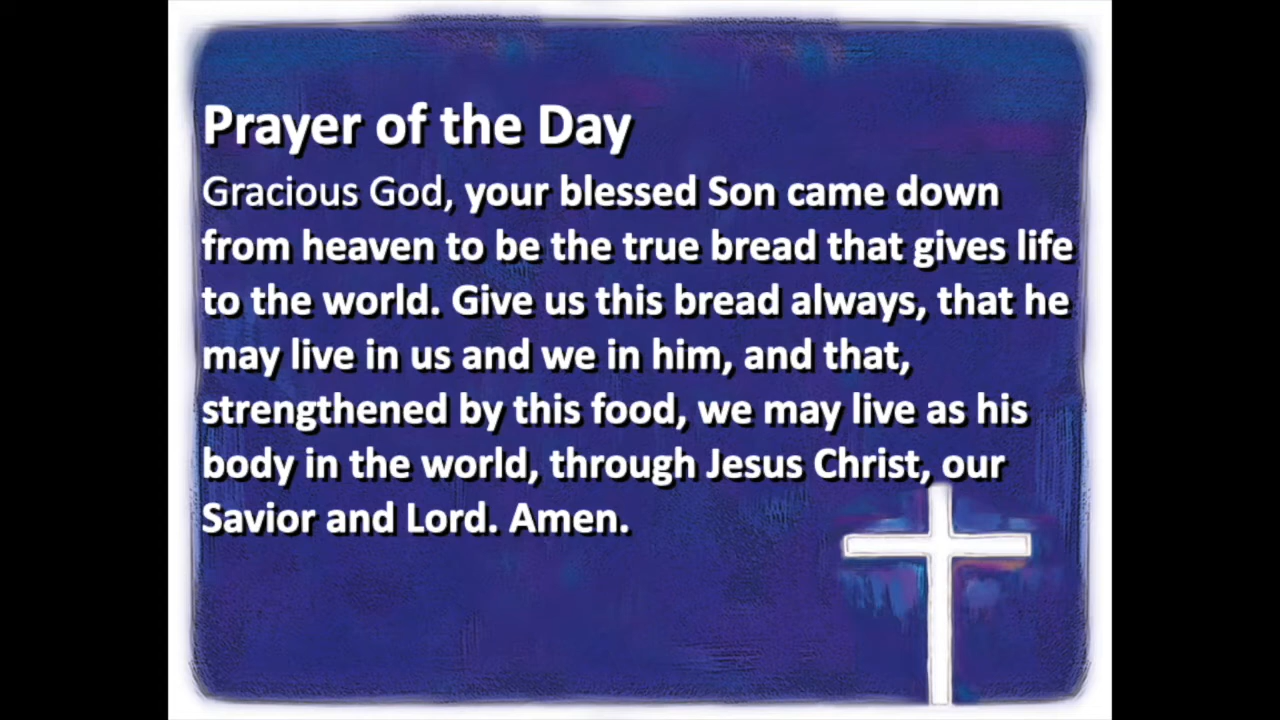 Prayer of the Day
Gracious God, your blessed Son came down
from heaven to be the true bread that gives life
to the world. Give us this bread always, that he
may live in us and we in him, and that,
strengthened by this food, we may live as his
body in the world, through Jesus Christ, our
Savior and Lord. Amen.